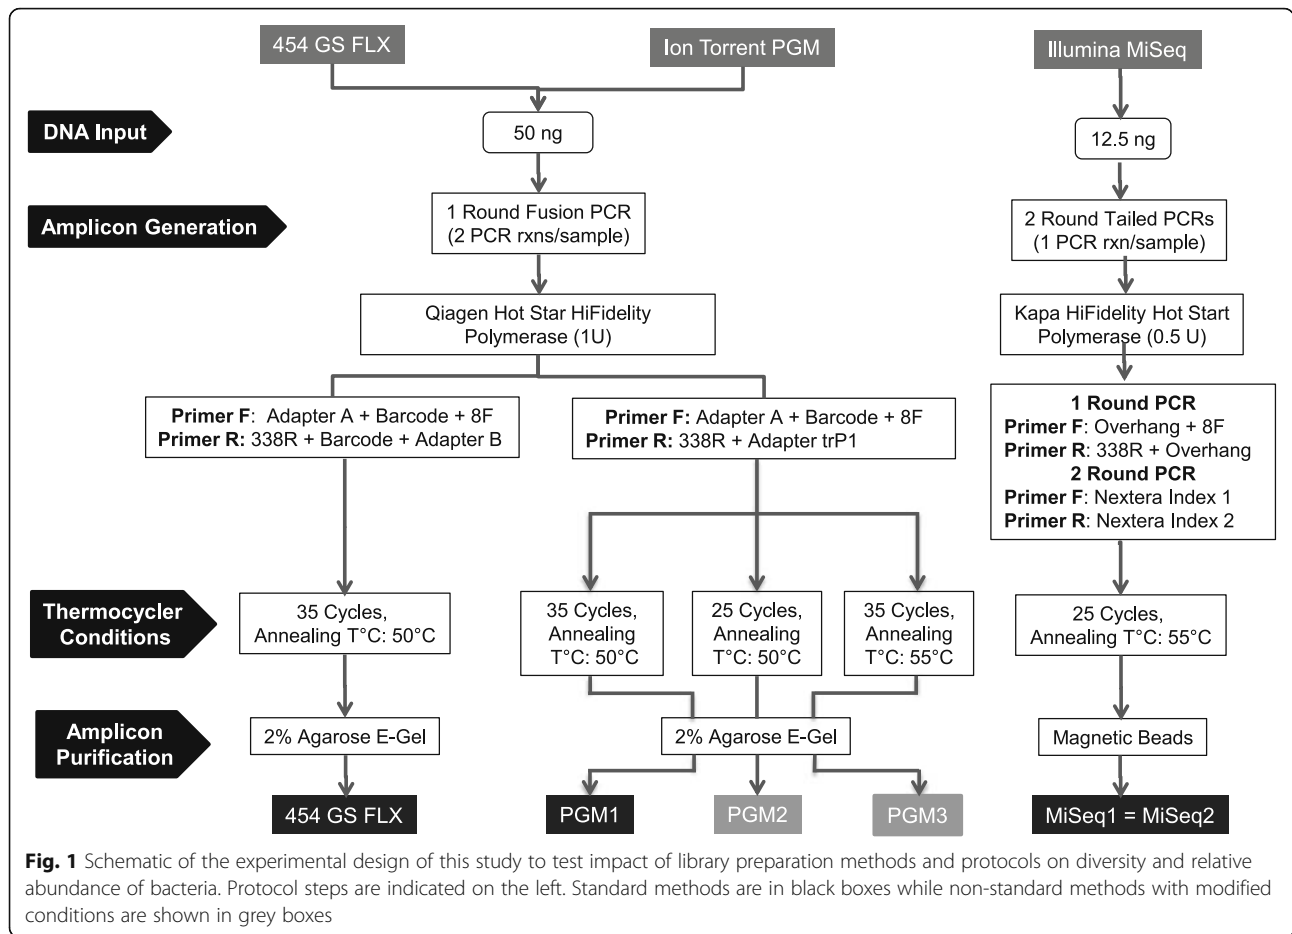 454 GS FLX
Ion Torrent PGM
Illumina MiSeq
DNA Input
50 ng
12.5 ng
Amplicon Generation
1 Round Fusion PCR
(2 PCR rxns/sample)
2 Round Tailed PCRs
(1 PCR rxn/sample)
Qiagen Hot Star HiFidelity
Polymerase (1U)
Kapa HiFidelity Hot Start
Polymerase (0.5 U)
Primer F: Adapter A + Barcode + 8F
Primer R: 338R + Barcode + Adapter B
Primer F: Adapter A + Barcode + 8F
Primer R: 338R + Adapter trP1
1 Round PCR
Primer F: Overhang + 8F
Primer R: 338R + Overhang
2 Round PCR
Primer F: Nextera Index 1
Primer R: Nextera Index 2
Thermocycler
Conditions
35 Cycles,
Annealing T°C: 50°C
35 Cycles,
Annealing
T°C: 50°C
25 Cycles,
Annealing
T°C: 50°C
35 Cycles,
Annealing
T°C: 55°C
25 Cycles,
Annealing T°C: 55°C
Amplicon
Purification
2% Agarose E-Gel
2% Agarose E-Gel
Magnetic Beads
454 GS FLX
PGM1
PGM2
PGM3
MiSeq1 = MiSeq2
Fig. 1 Schematic of the experimental design of this study to test impact of library preparation methods and protocols on diversity and relative
abundance of bacteria. Protocol steps are indicated on the left. Standard methods are in black boxes while non-standard methods with modified
conditions are shown in grey boxes